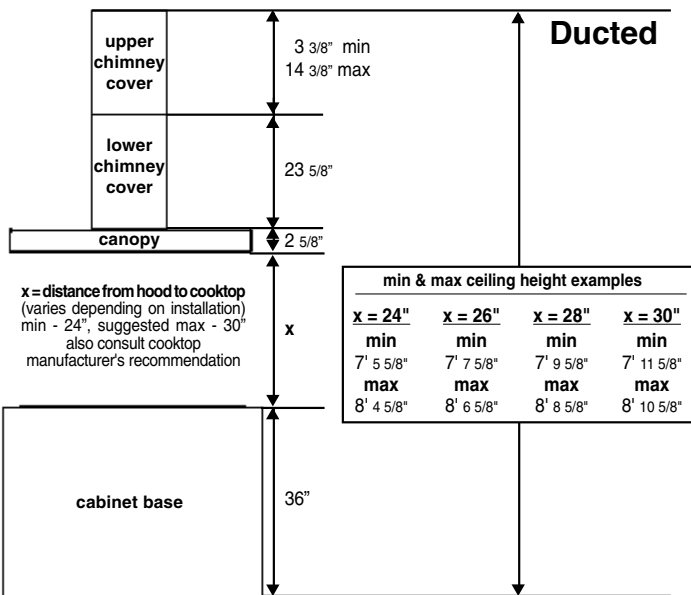 Ducted
upper
chimney
cover
3 3/8” min
14 3/8” max
lower
chimney
cover
23 5/8”
canopy
2 5/8”
x = distance from hood to cooktop
(varies depending on installation)
min - 24”, suggested max - 30”
also consult cooktop
manufacturer's recommendation
x
min & max ceiling height examples
x = 24" x = 26" x = 28" x = 30"
min min min min
7' 5 5/8" 7' 7 5/8" 7' 9 5/8" 7' 11 5/8"
max max max max
8' 4 5/8" 8' 6 5/8" 8' 8 5/8" 8' 10 5/8"
cabinet base
36”